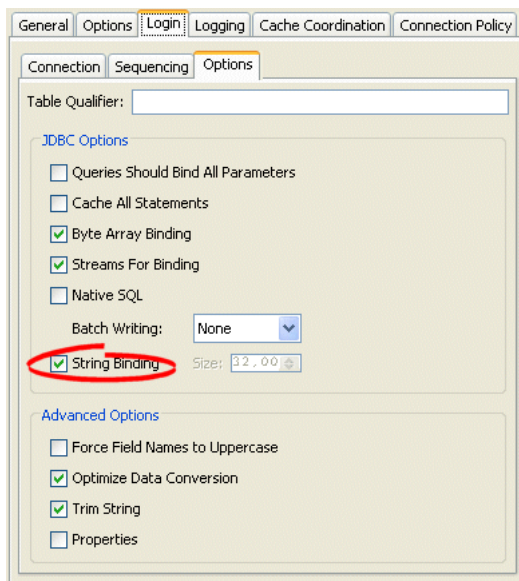 General Options Login Logging Cache Coordination Connection Policy
Connection Sequencing Options
Table Qualifier:
JDBC Options
Queries Should Bind All Parameters
Cache All Statements
Byte Array Binding
Streams For Binding
Native SQL
Batch Writing: None
String Binding Size: 32,00
Advanced Options
Force Field Names to Uppercase
Optimize Data Conversion
Trim String
Properties